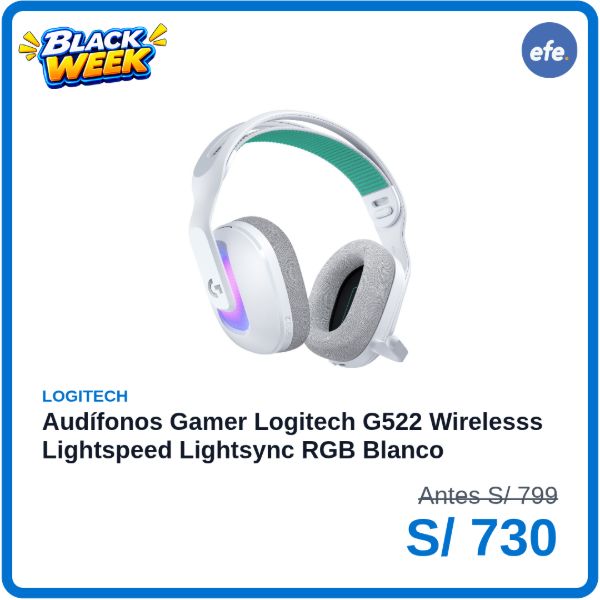 BLACK
WEEK
efe.
LOGITECH
Audífonos Gamer Logitech G522 Wirelesss
Lightspeed Lightsync RGB Blanco
Antes S/ 799
S/ 730